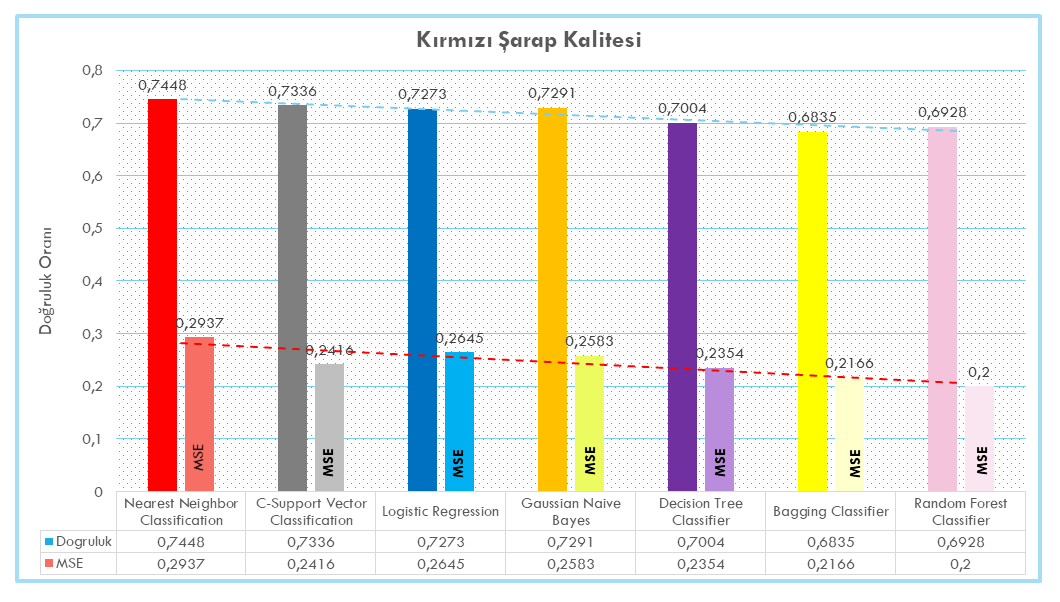 Kırmızı Şarap Kalitesi
Doğruluk Oranı
0,8
0,7
0,6
0,5
0,4
0,3
0,2
0,1
0
0,7448
0,7336
0,7273
0,7291
0,7004
0,6835
0,6928
0,2937
0,2416
0,2645
0,2583
0,2354
0,2166
0,2
MSE
MSE
MSE
MSE
MSE
MSE
MSE
Nearest Neighbor Classification
C-Support Vector Classification
Logistic Regression
Gaussian Naive Bayes
Decision Tree Classifier
Bagging Classifier
Random Forest Classifier
Dogruluk 0,7448 0,7336 0,7273 0,7291 0,7004 0,6835 0,6928
MSE 0,2937 0,2416 0,2645 0,2583 0,2354 0,2166 0,2